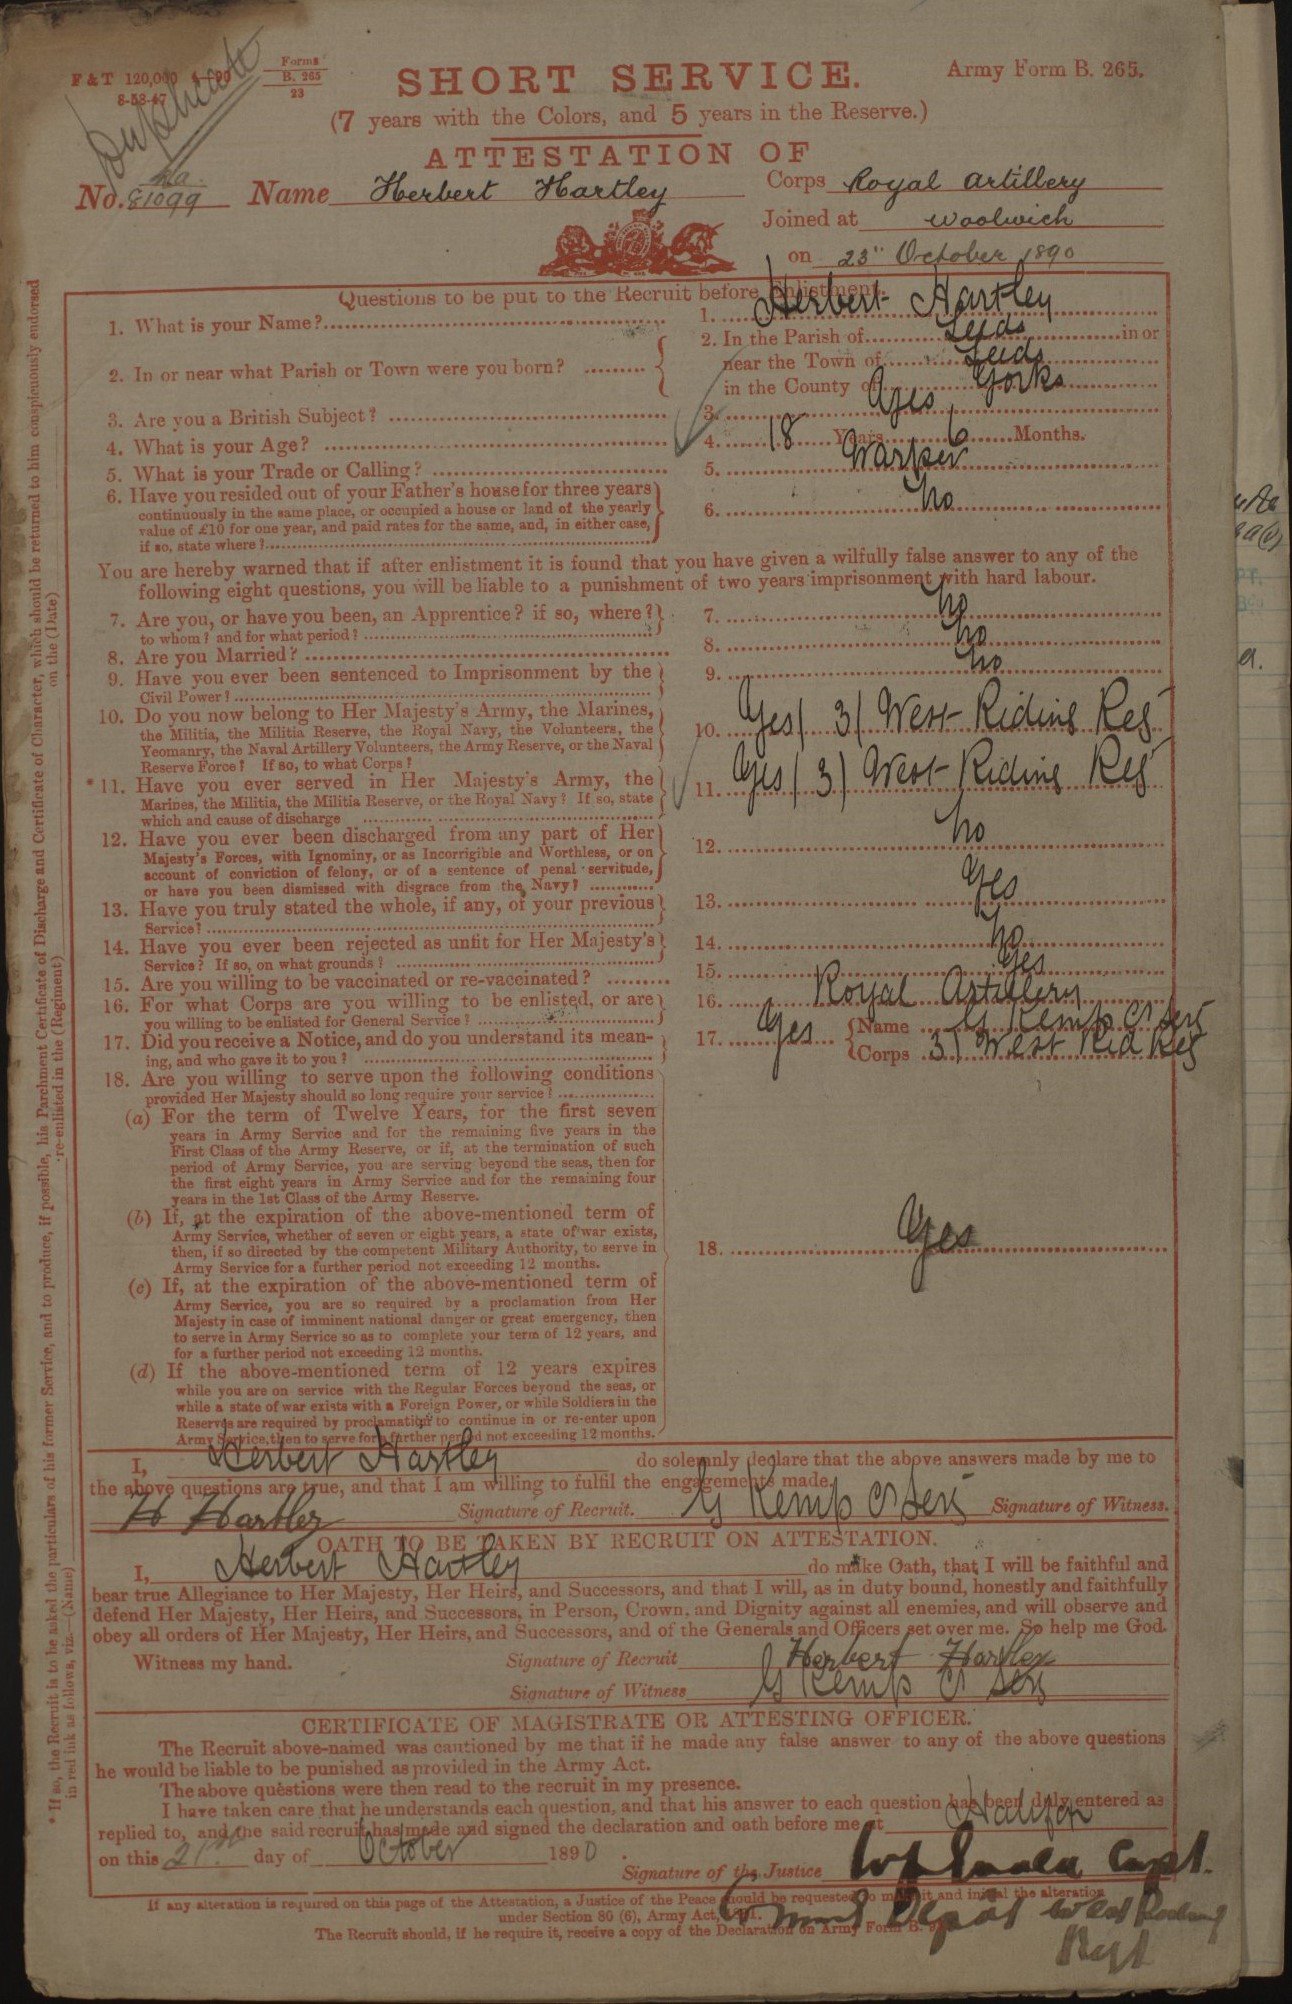 Duplicate
F & T 120,000 4—90
8-58-47
Forms
B. 265
23
SHORT SERVICE.
Army Form B. 265.
(7 years with the Colors, and 5 years in the Reserve.)
ATTESTATION OF
No. 81099 Name Herbert Hartley Corps Royal Artillery
Joined at Woolwich
on 23" October 1890
Questions to be put to the Recruit before Enlistment.
1. What is your Name? 1. Herbert Hartley
2. In or near what Parish or Town were you born? 2. In the Parish of Leeds in or
near the Town of Leeds
in the County of Yorks
3. Are you a British Subject? 3. Yes
4. What is your Age? 4. 18 Years 6 Months.
5. What is your Trade or Calling? 5. Warper
6. Have you resided out of your Father's house for three years
continuously in the same place, or occupied a house or land of the yearly
value of £10 for one year, and paid rates for the same, and, in either case,
if so, state where? 6. No
You are hereby warned that if after enlistment it is found that you have given a wilfully false answer to any of the
following eight questions, you will be liable to a punishment of two years imprisonment with hard labour.
7. Are you, or have you been, an Apprentice? if so, where?
to whom? and for what period? 7. No
8. Are you Married? 8. No
9. Have you ever been sentenced to Imprisonment by the
Civil Power? 9. No
10. Do you now belong to Her Majesty's Army, the Marines,
the Militia, the Militia Reserve, the Royal Navy, the Volunteers, the
Yeomanry, the Naval Artillery Volunteers, the Army Reserve, or the Naval
Reserve Force? If so, to what Corps? 10. Yes / 3/ West Riding Regt
* 11. Have you ever served in Her Majesty's Army, the
Marines, the Militia, the Militia Reserve, or the Royal Navy? If so, state
which and cause of discharge 11. Yes / 3/ West Riding Regt
12. Have you ever been discharged from any part of Her
Majesty's Forces, with Ignominy, or as Incorrigible and Worthless, or on
account of conviction of felony, or of a sentence of penal servitude,
or have you been dismissed with disgrace from the Navy? 12. No
13. Have you truly stated the whole, if any, of your previous
Service? 13. Yes
14. Have you ever been rejected as unfit for Her Majesty's
Service? If so, on what grounds? 14. No
15. Are you willing to be vaccinated or re-vaccinated? 15. Yes
16. For what Corps are you willing to be enlisted, or are
you willing to be enlisted for General Service? 16. Royal Artillery
17. Did you receive a Notice, and do you understand its mean-
ing, and who gave it to you? 17. Yes Name G Kemp Cr Serj
Corps 3/ West Rid Reg
18. Are you willing to serve upon the following conditions
provided Her Majesty should so long require your service?
(a) For the term of Twelve Years, for the first seven
years in Army Service and for the remaining five years in the
First Class of the Army Reserve, or if, at the termination of such
period of Army Service, you are serving beyond the seas, then for
the first eight years in Army Service and for the remaining four
years in the 1st Class of the Army Reserve.
(b) If, at the expiration of the above-mentioned term of
Army Service, whether of seven or eight years, a state of war exists,
then, if so directed by the competent Military Authority, to serve in
Army Service for a further period not exceeding 12 months.
18. Yes
(c) If, at the expiration of the above-mentioned term of
Army Service, you are so required by a proclamation from Her
Majesty in case of imminent national danger or great emergency, then
to serve in Army Service so as to complete your term of 12 years, and
for a further period not exceeding 12 months.
(d) If the above-mentioned term of 12 years expires
while you are on service with the Regular Forces beyond the seas, or
while a state of war exists with a Foreign Power, or while Soldiers in the
Reserves are required by proclamation to continue in or re-enter upon
Army Service, then to serve for a further period not exceeding 12 months.
I, Herbert Hartley do solemnly declare that the above answers made by me to
the above questions are true, and that I am willing to fulfil the engagements made.
H Hartley Signature of Recruit. G Kemp Cr Serj Signature of Witness.
OATH TO BE TAKEN BY RECRUIT ON ATTESTATION.
I, Herbert Hartley do make Oath, that I will be faithful and
bear true Allegiance to Her Majesty, Her Heirs, and Successors, and that I will, as in duty bound, honestly and faithfully
defend Her Majesty, Her Heirs, and Successors, in Person, Crown, and Dignity against all enemies, and will observe and
obey all orders of Her Majesty, Her Heirs, and Successors, and of the Generals and Officers set over me. So help me God.
Witness my hand. Signature of Recruit Herbert Hartley
Signature of Witness G Kemp Cr Serj
CERTIFICATE OF MAGISTRATE OR ATTESTING OFFICER.
The Recruit above-named was cautioned by me that if he made any false answer to any of the above questions
he would be liable to be punished as provided in the Army Act.
The above questions were then read to the recruit in my presence.
I have taken care that he understands each question, and that his answer to each question has been duly entered as
replied to, and the said recruit has made and signed the declaration and oath before me at Halifax
on this 21st day of October 1890.
Signature of the Justice Capt.
Comdg Depôt West Riding
Regt
If any alteration is required on this page of the Attestation, a Justice of the Peace should be requested to make it and initial the alteration
under Section 80 (6), Army Act,
The Recruit should, if he require it, receive a copy of the Declaration on Army Form B.
* If so, the Recruit is to be asked the particulars of his former Service, and to produce, if possible, his Parchment Certificate of Discharge and Certificate of Character, which should be returned to him conspicuously endorsed
in red ink as follows, viz.—(Name) re-enlisted in the (Regiment) on the (Date)